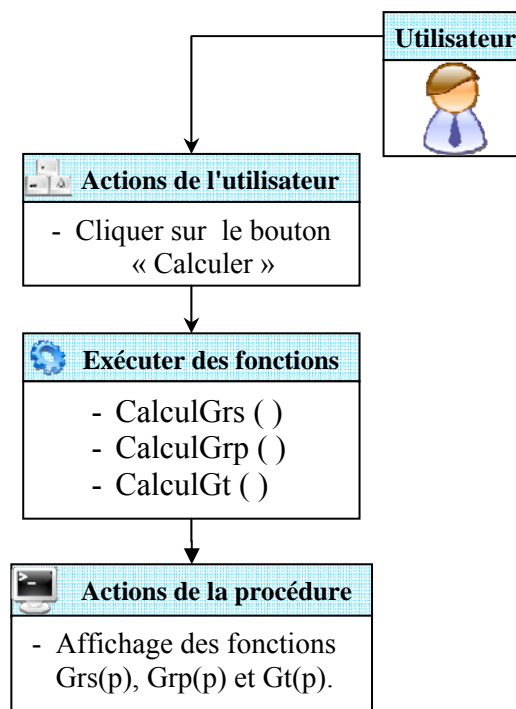 Utilisateur
Actions de l'utilisateur
- Cliquer sur le bouton
« Calculer »
Exécuter des fonctions
- CalculGrs ( )
- CalculGrp ( )
- CalculGt ( )
Actions de la procédure
- Affichage des fonctions
Grs(p), Grp(p) et Gt(p).